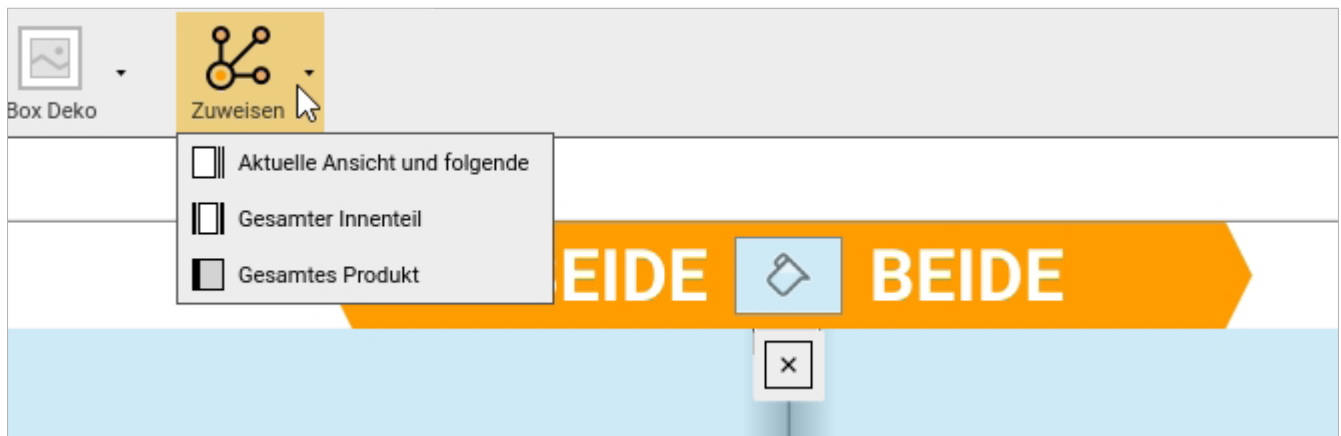 Box Deko
Zuweisen
Aktuelle Ansicht und folgende
Gesamter Innenteil
Gesamtes Produkt
EIDE
BEIDE